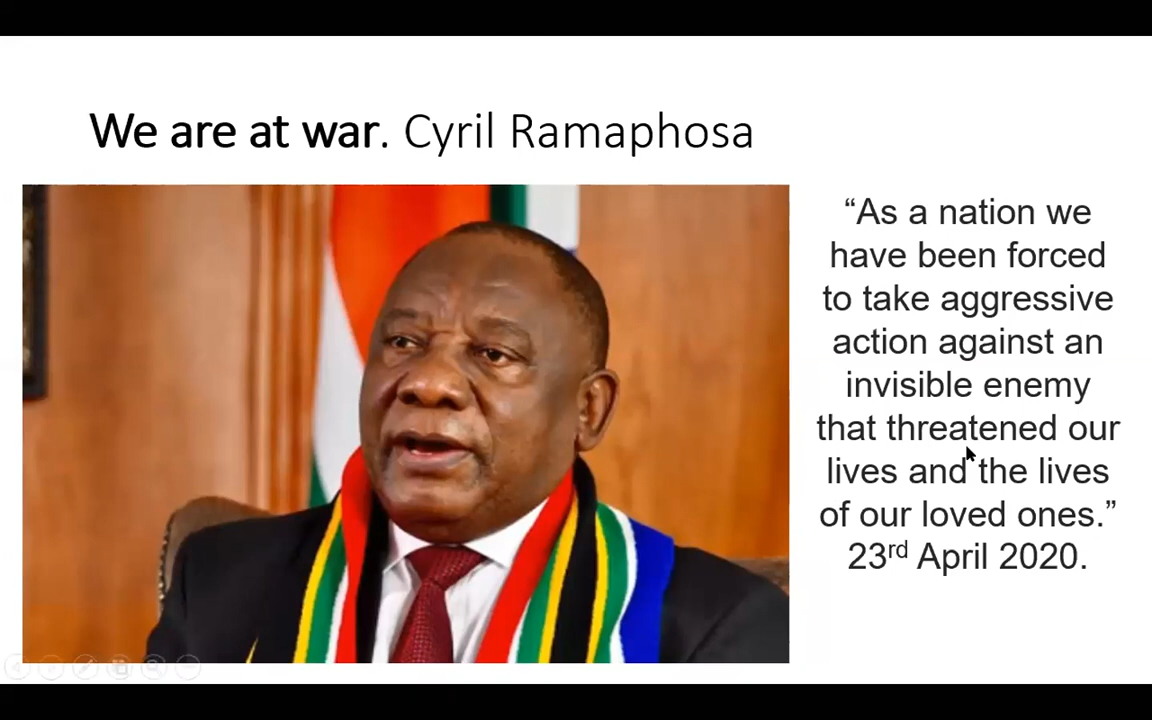 We are at war. Cyril Ramaphosa
“As a nation we
have been forced
to take aggressive
action against an
invisible enemy
that threatened our
lives and the lives
of our loved ones.”
23rd April 2020.